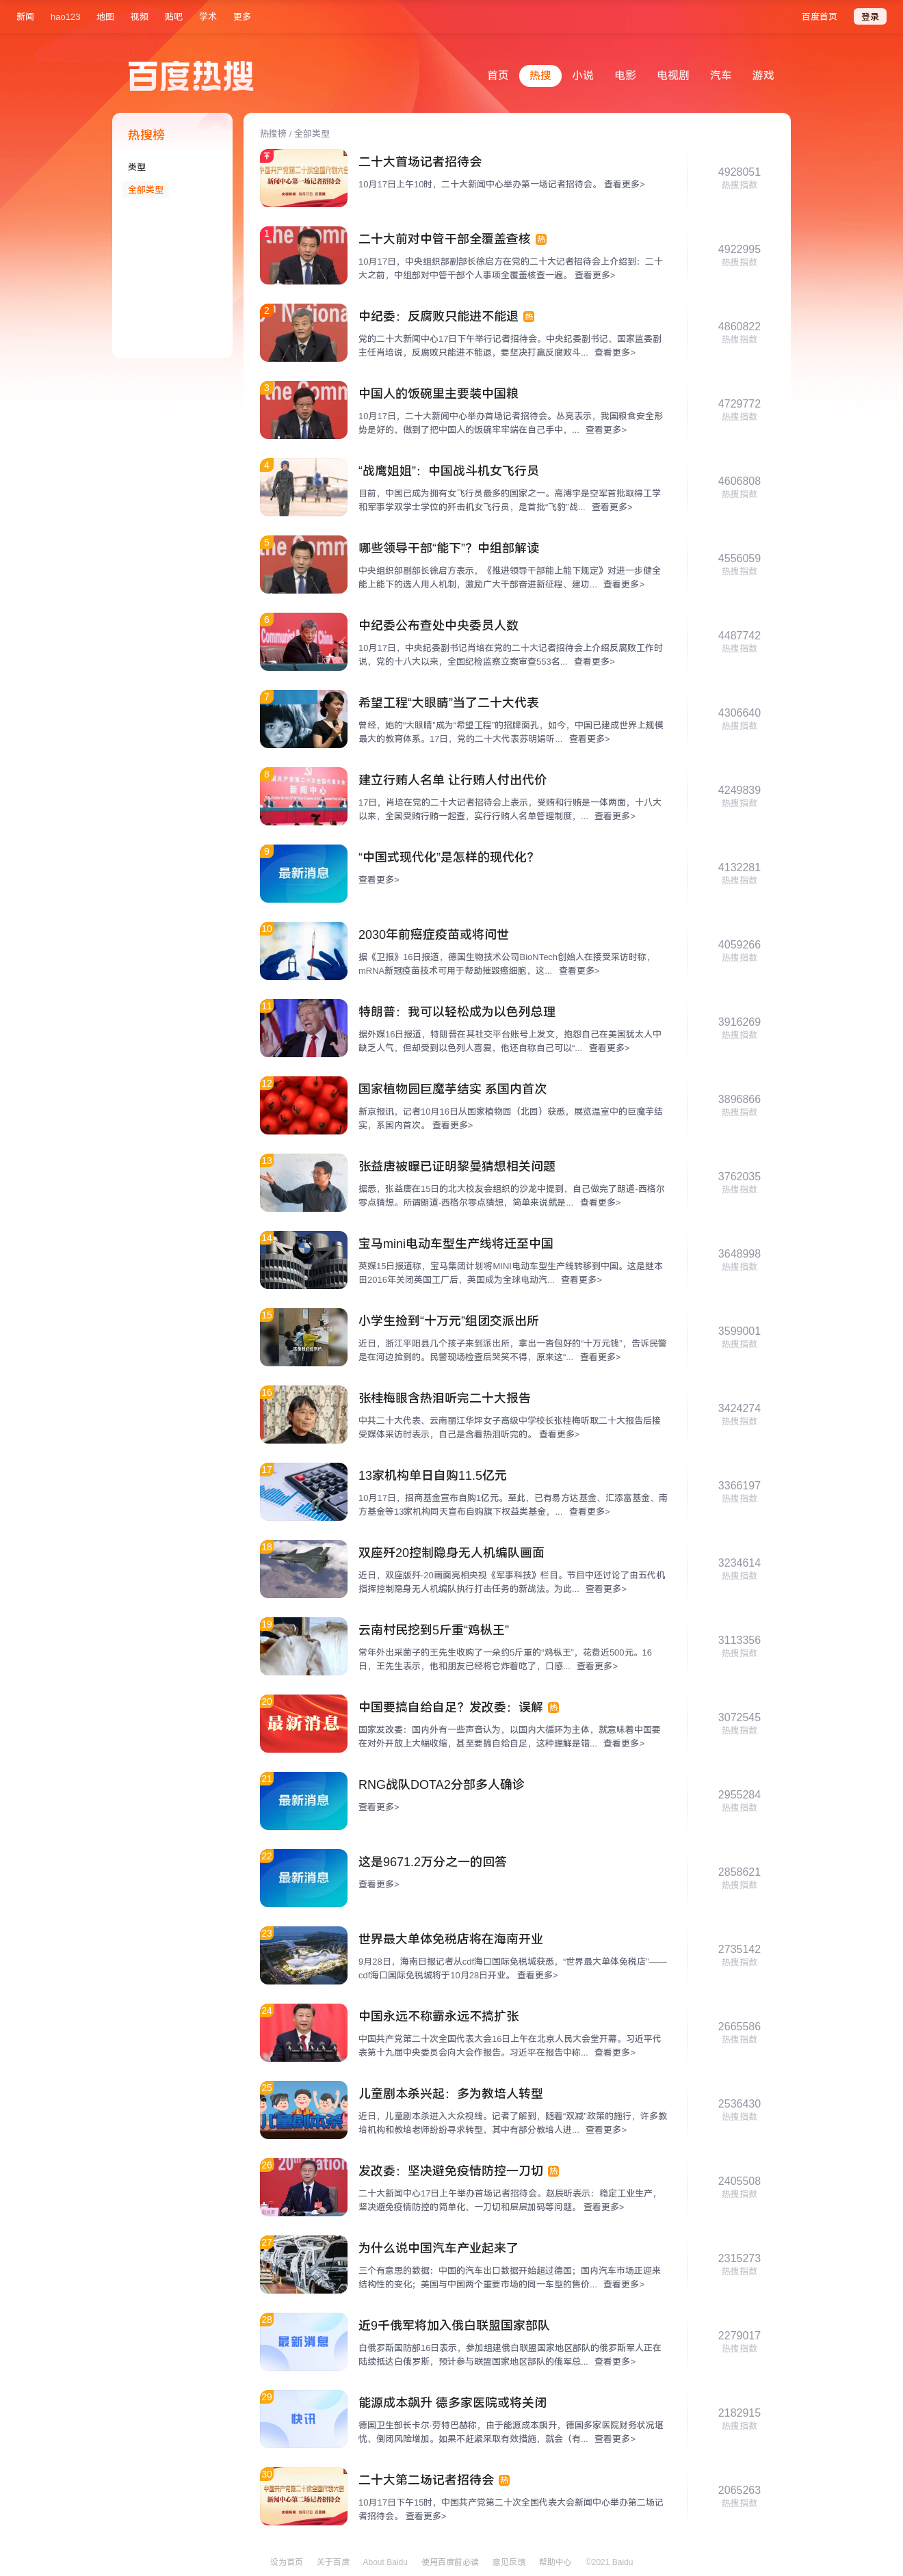 新闻 hao123 地图 视频 贴吧 学术 更多 百度首页 登录
百度热搜
首页 热搜 小说 电影 电视剧 汽车 游戏
热搜榜
类型
全部类型
热搜榜 / 全部类型
中国共产党第二十次全国代表大会
新闻中心第一场记者招待会
二十大首场记者招待会
10月17日上午10时，二十大新闻中心举办第一场记者招待会。 查看更多>
4928051
热搜指数
1
二十大前对中管干部全覆盖查核 热
10月17日，中央组织部副部长徐启方在党的二十大记者招待会上介绍到：二十
大之前，中组部对中管干部个人事项全覆盖核查一遍。 查看更多>
4922995
热搜指数
2
中纪委：反腐败只能进不能退 热
党的二十大新闻中心17日下午举行记者招待会。中央纪委副书记、国家监委副
主任肖培说，反腐败只能进不能退，要坚决打赢反腐败斗... 查看更多>
4860822
热搜指数
3
中国人的饭碗里主要装中国粮
10月17日，二十大新闻中心举办首场记者招待会。丛亮表示，我国粮食安全形
势是好的，做到了把中国人的饭碗牢牢端在自己手中，... 查看更多>
4729772
热搜指数
4
“战鹰姐姐”：中国战斗机女飞行员
目前，中国已成为拥有女飞行员最多的国家之一。高溥宇是空军首批取得工学
和军事学双学士学位的歼击机女飞行员，是首批“飞豹”战... 查看更多>
4606808
热搜指数
5
哪些领导干部“能下”？中组部解读
中央组织部副部长徐启方表示，《推进领导干部能上能下规定》对进一步健全
能上能下的选人用人机制，激励广大干部奋进新征程、建功... 查看更多>
4556059
热搜指数
6
中纪委公布查处中央委员人数
10月17日，中央纪委副书记肖培在党的二十大记者招待会上介绍反腐败工作时
说，党的十八大以来，全国纪检监察立案审查553名... 查看更多>
4487742
热搜指数
7
希望工程“大眼睛”当了二十大代表
曾经，她的“大眼睛”成为“希望工程”的招牌面孔，如今，中国已建成世界上规模
最大的教育体系。17日，党的二十大代表苏明娟听... 查看更多>
4306640
热搜指数
8
新闻中心
建立行贿人名单 让行贿人付出代价
17日，肖培在党的二十大记者招待会上表示，受贿和行贿是一体两面，十八大
以来，全国受贿行贿一起查，实行行贿人名单管理制度，... 查看更多>
4249839
热搜指数
9
最新消息
“中国式现代化”是怎样的现代化？
查看更多>
4132281
热搜指数
10
2030年前癌症疫苗或将问世
据《卫报》16日报道，德国生物技术公司BioNTech创始人在接受采访时称，
mRNA新冠疫苗技术可用于帮助摧毁癌细胞，这... 查看更多>
4059266
热搜指数
11
特朗普：我可以轻松成为以色列总理
据外媒16日报道，特朗普在其社交平台账号上发文，抱怨自己在美国犹太人中
缺乏人气，但却受到以色列人喜爱，他还自称自己可以“... 查看更多>
3916269
热搜指数
12
国家植物园巨魔芋结实 系国内首次
新京报讯，记者10月16日从国家植物园（北园）获悉，展览温室中的巨魔芋结
实，系国内首次。 查看更多>
3896866
热搜指数
13
张益唐被曝已证明黎曼猜想相关问题
据悉，张益唐在15日的北大校友会组织的沙龙中提到，自己做完了朗道-西格尔
零点猜想。所谓朗道-西格尔零点猜想，简单来说就是... 查看更多>
3762035
热搜指数
14
宝马mini电动车型生产线将迁至中国
英媒15日报道称，宝马集团计划将MINI电动车型生产线转移到中国。这是继本
田2016年关闭英国工厂后，英国成为全球电动汽... 查看更多>
3648998
热搜指数
15
小学生捡到“十万元”组团交派出所
近日，浙江平阳县几个孩子来到派出所，拿出一沓包好的“十万元钱”，告诉民警
是在河边捡到的。民警现场检查后哭笑不得，原来这“... 查看更多>
3599001
热搜指数
16
张桂梅眼含热泪听完二十大报告
中共二十大代表、云南丽江华坪女子高级中学校长张桂梅听取二十大报告后接
受媒体采访时表示，自己是含着热泪听完的。 查看更多>
3424274
热搜指数
17
13家机构单日自购11.5亿元
10月17日，招商基金宣布自购1亿元。至此，已有易方达基金、汇添富基金、南
方基金等13家机构同天宣布自购旗下权益类基金，... 查看更多>
3366197
热搜指数
18
双座歼20控制隐身无人机编队画面
近日，双座版歼-20画面亮相央视《军事科技》栏目。节目中还讨论了由五代机
指挥控制隐身无人机编队执行打击任务的新战法。为此... 查看更多>
3234614
热搜指数
19
云南村民挖到5斤重“鸡枞王”
常年外出采菌子的王先生收购了一朵约5斤重的“鸡枞王”，花费近500元。16
日，王先生表示，他和朋友已经将它炸着吃了，口感... 查看更多>
3113356
热搜指数
20
最新消息
中国要搞自给自足？发改委：误解 热
国家发改委：国内外有一些声音认为，以国内大循环为主体，就意味着中国要
在对外开放上大幅收缩，甚至要搞自给自足，这种理解是错... 查看更多>
3072545
热搜指数
21
最新消息
RNG战队DOTA2分部多人确诊
查看更多>
2955284
热搜指数
22
最新消息
这是9671.2万分之一的回答
查看更多>
2858621
热搜指数
23
世界最大单体免税店将在海南开业
9月28日，海南日报记者从cdf海口国际免税城获悉，“世界最大单体免税店”——
cdf海口国际免税城将于10月28日开业。 查看更多>
2735142
热搜指数
24
中国永远不称霸永远不搞扩张
中国共产党第二十次全国代表大会16日上午在北京人民大会堂开幕。习近平代
表第十九届中央委员会向大会作报告。习近平在报告中称... 查看更多>
2665586
热搜指数
25
儿童剧本杀
儿童剧本杀兴起：多为教培人转型
近日，儿童剧本杀进入大众视线。记者了解到，随着“双减”政策的施行，许多教
培机构和教培老师纷纷寻求转型，其中有部分教培人进... 查看更多>
2536430
热搜指数
26
发改委：坚决避免疫情防控一刀切 热
二十大新闻中心17日上午举办首场记者招待会。赵辰昕表示：稳定工业生产，
坚决避免疫情防控的简单化、一刀切和层层加码等问题。 查看更多>
2405508
热搜指数
27
为什么说中国汽车产业起来了
三个有意思的数据：中国的汽车出口数据开始超过德国；国内汽车市场正迎来
结构性的变化；美国与中国两个重要市场的同一车型的售价... 查看更多>
2315273
热搜指数
28
最新消息
近9千俄军将加入俄白联盟国家部队
白俄罗斯国防部16日表示，参加组建俄白联盟国家地区部队的俄罗斯军人正在
陆续抵达白俄罗斯，预计参与联盟国家地区部队的俄军总... 查看更多>
2279017
热搜指数
29
快讯
能源成本飙升 德多家医院或将关闭
德国卫生部长卡尔·劳特巴赫称，由于能源成本飙升，德国多家医院财务状况堪
忧、倒闭风险增加。如果不赶紧采取有效措施，就会（有... 查看更多>
2182915
热搜指数
30
中国共产党第二十次全国代表大会
新闻中心第二场记者招待会
二十大第二场记者招待会 热
10月17日下午15时，中国共产党第二十次全国代表大会新闻中心举办第二场记
者招待会。 查看更多>
2065263
热搜指数
设为首页 关于百度 About Baidu 使用百度前必读 意见反馈 帮助中心 ©2021 Baidu